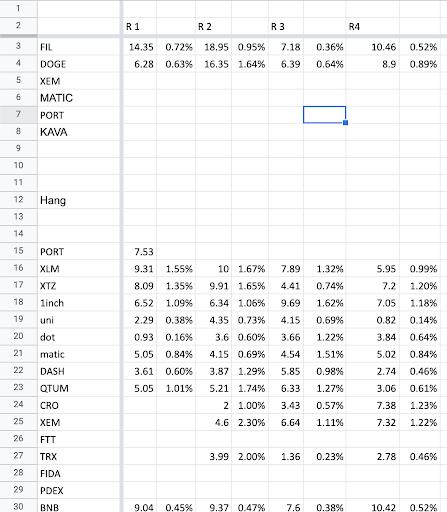 1
2 R 1 R 2 R 3 R4
3 FIL 14.35 0.72% 18.95 0.95% 7.18 0.36% 10.46 0.52%
4 DOGE 6.28 0.63% 16.35 1.64% 6.39 0.64% 8.9 0.89%
5 XEM
6 MATIC
7 PORT
8 KAVA
9
10
11
12 Hang
13
14
15 PORT 7.53
16 XLM 9.31 1.55% 10 1.67% 7.89 1.32% 5.95 0.99%
17 XTZ 8.09 1.35% 9.91 1.65% 4.41 0.74% 7.2 1.20%
18 1inch 6.52 1.09% 6.34 1.06% 9.69 1.62% 7.05 1.18%
19 uni 2.29 0.38% 4.35 0.73% 4.15 0.69% 0.82 0.14%
20 dot 0.93 0.16% 3.6 0.60% 3.66 1.22% 3.84 0.64%
21 matic 5.05 0.84% 4.15 0.69% 4.54 1.51% 5.02 0.84%
22 DASH 3.61 0.60% 3.87 1.29% 5.85 0.98% 2.74 0.46%
23 QTUM 5.05 1.01% 5.21 1.74% 6.33 1.27% 3.06 0.61%
24 CRO 2 1.00% 3.43 0.57% 7.38 1.23%
25 XEM 4.6 2.30% 6.64 1.11% 7.32 1.22%
26 FTT
27 TRX 3.99 2.00% 1.36 0.23% 2.78 0.46%
28 FIDA
29 PDEX
30 BNB 9.04 0.45% 9.37 0.47% 7.6 0.38% 10.42 0.52%